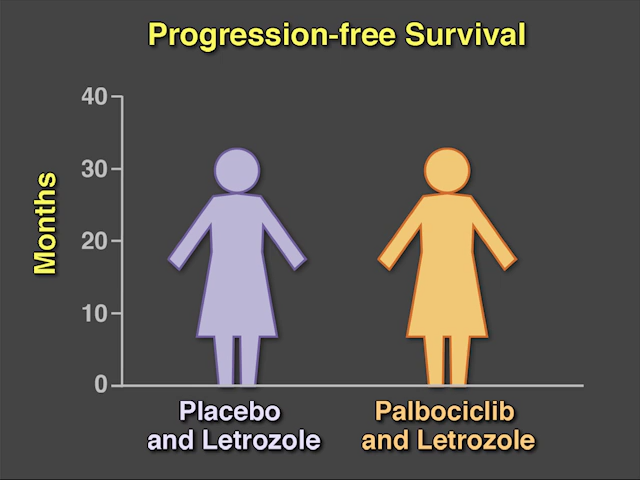 Progression-free Survival
Months
40
30
20
10
0
Placebo
and Letrozole
Palbociclib
and Letrozole